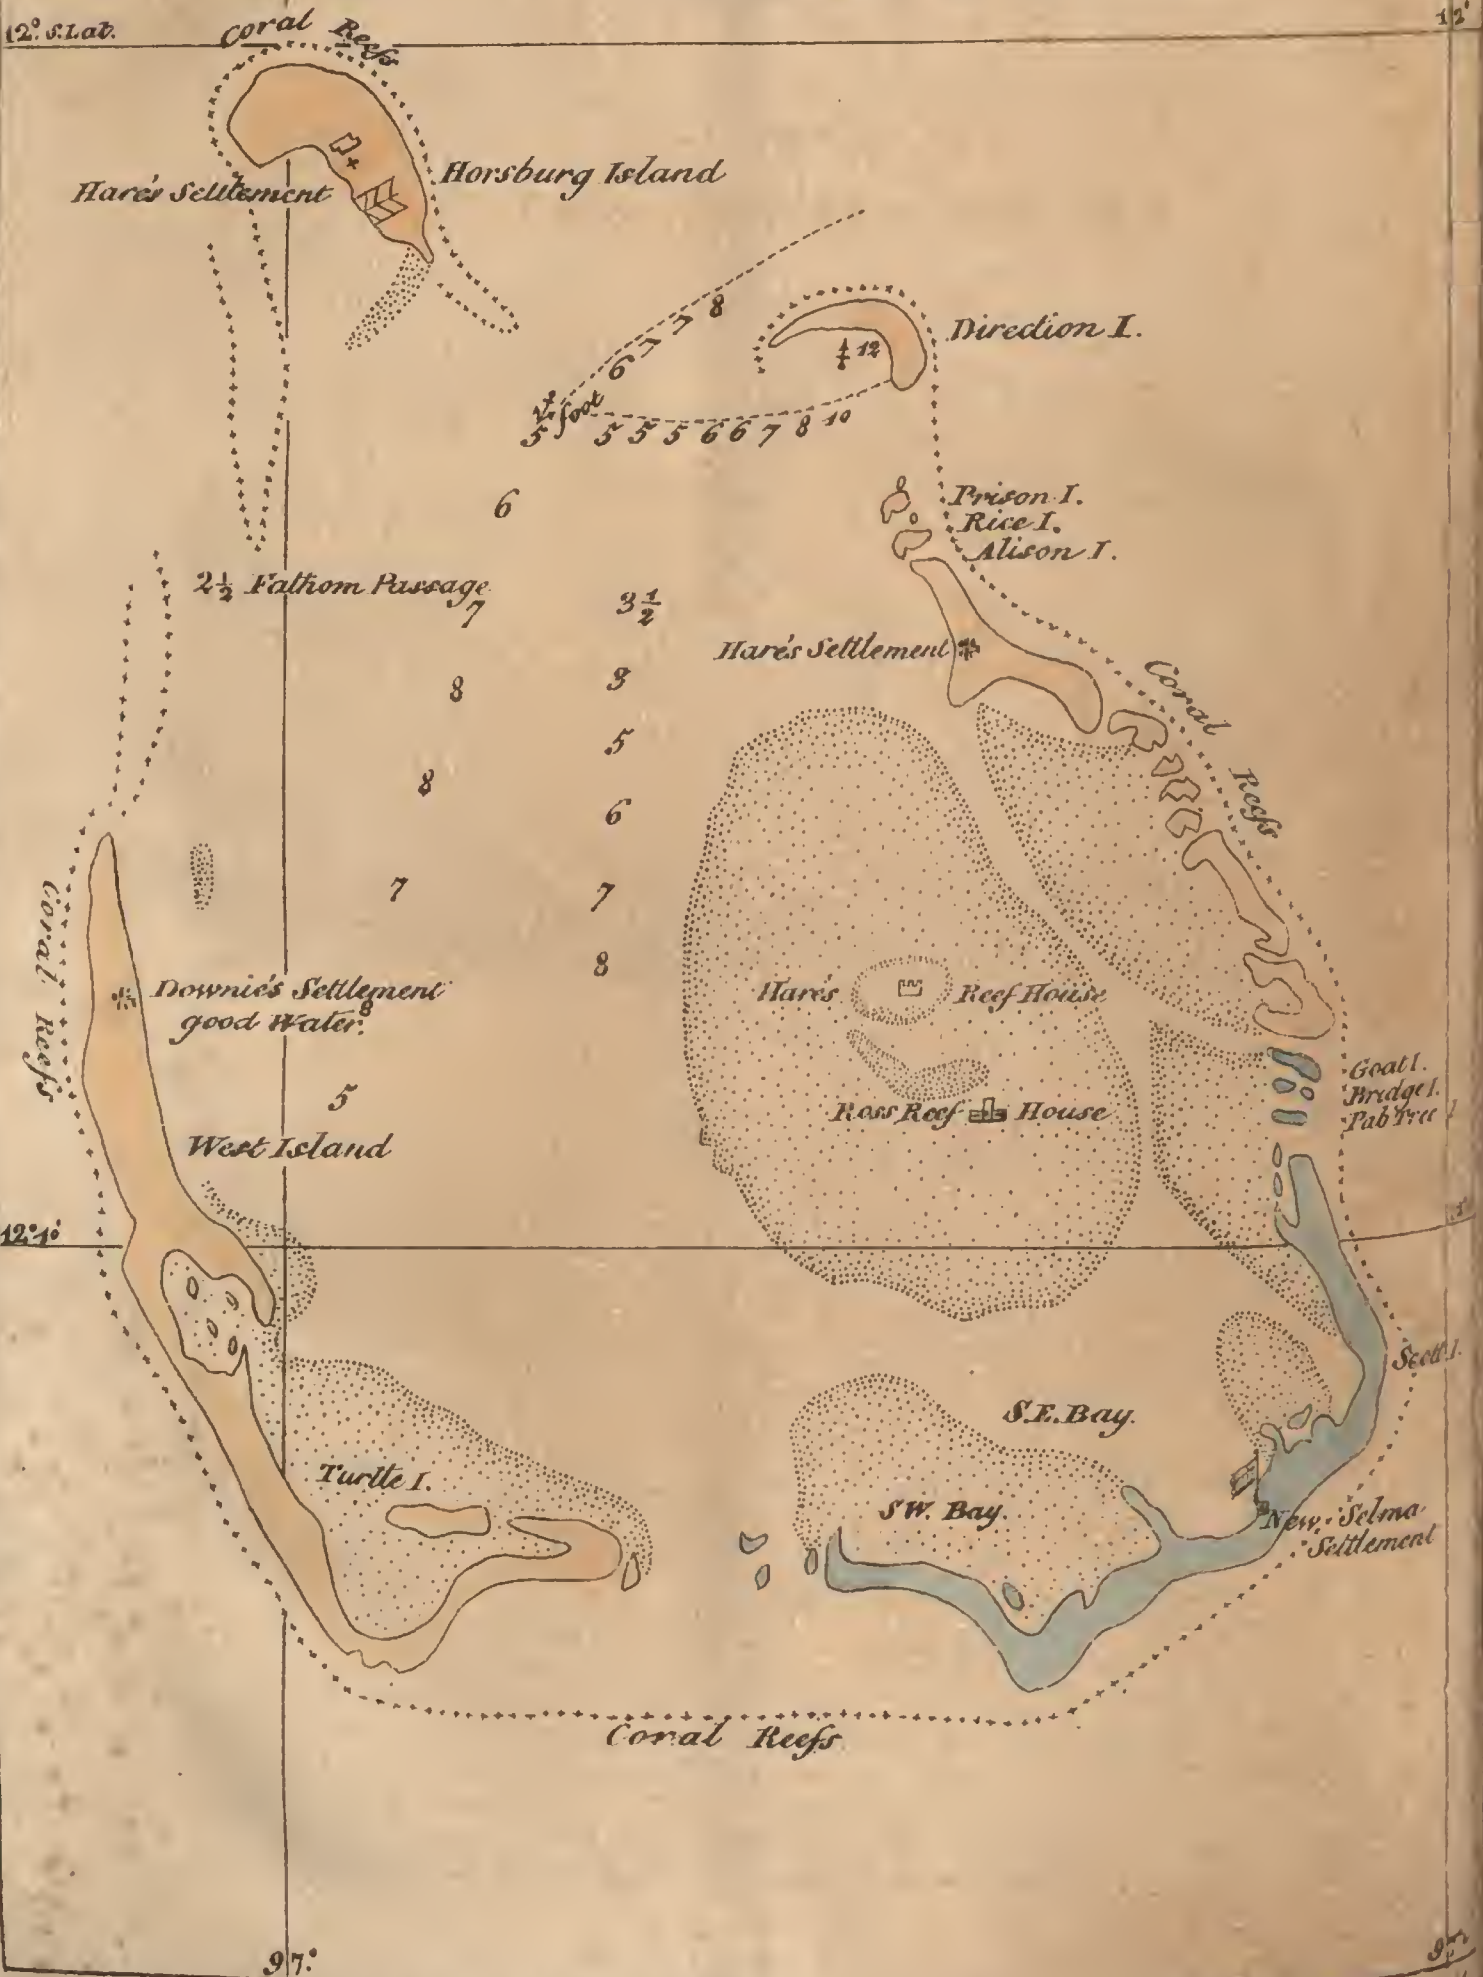 12° S. Lat.
Coral Reefs
12°
Hare's Settlement
Horsburg Island
8
7
7
6
Direction I.
12
foot
5
5 5 5 6 6 7 8 10
6
Prison I.
Rice I.
Alison I.
2½ Fathom Passage
7
3½
Hare's Settlement
8
3
Coral Reefs
5
8
6
7
7
Coral Reefs
8
Downie's Settlement
good Water.
8
Hare's Reef House
5
Ross Reef House
Goat I.
Bridge I.
West Island
12° 10'
Scott I.
S.E. Bay.
Turtle I.
S W. Bay.
New Selma
Settlement
Coral Reefs
97.°